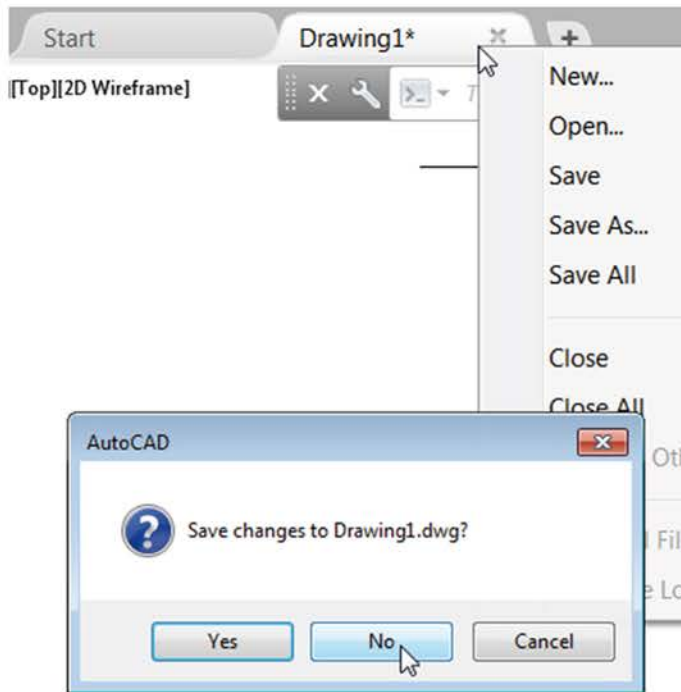 Start
Drawing1*
[Top][2D Wireframe]
New...
Open...
Save
Save As...
Save All
Close
Close All
AutoCAD
Save changes to Drawing1.dwg?
Yes
No
Cancel